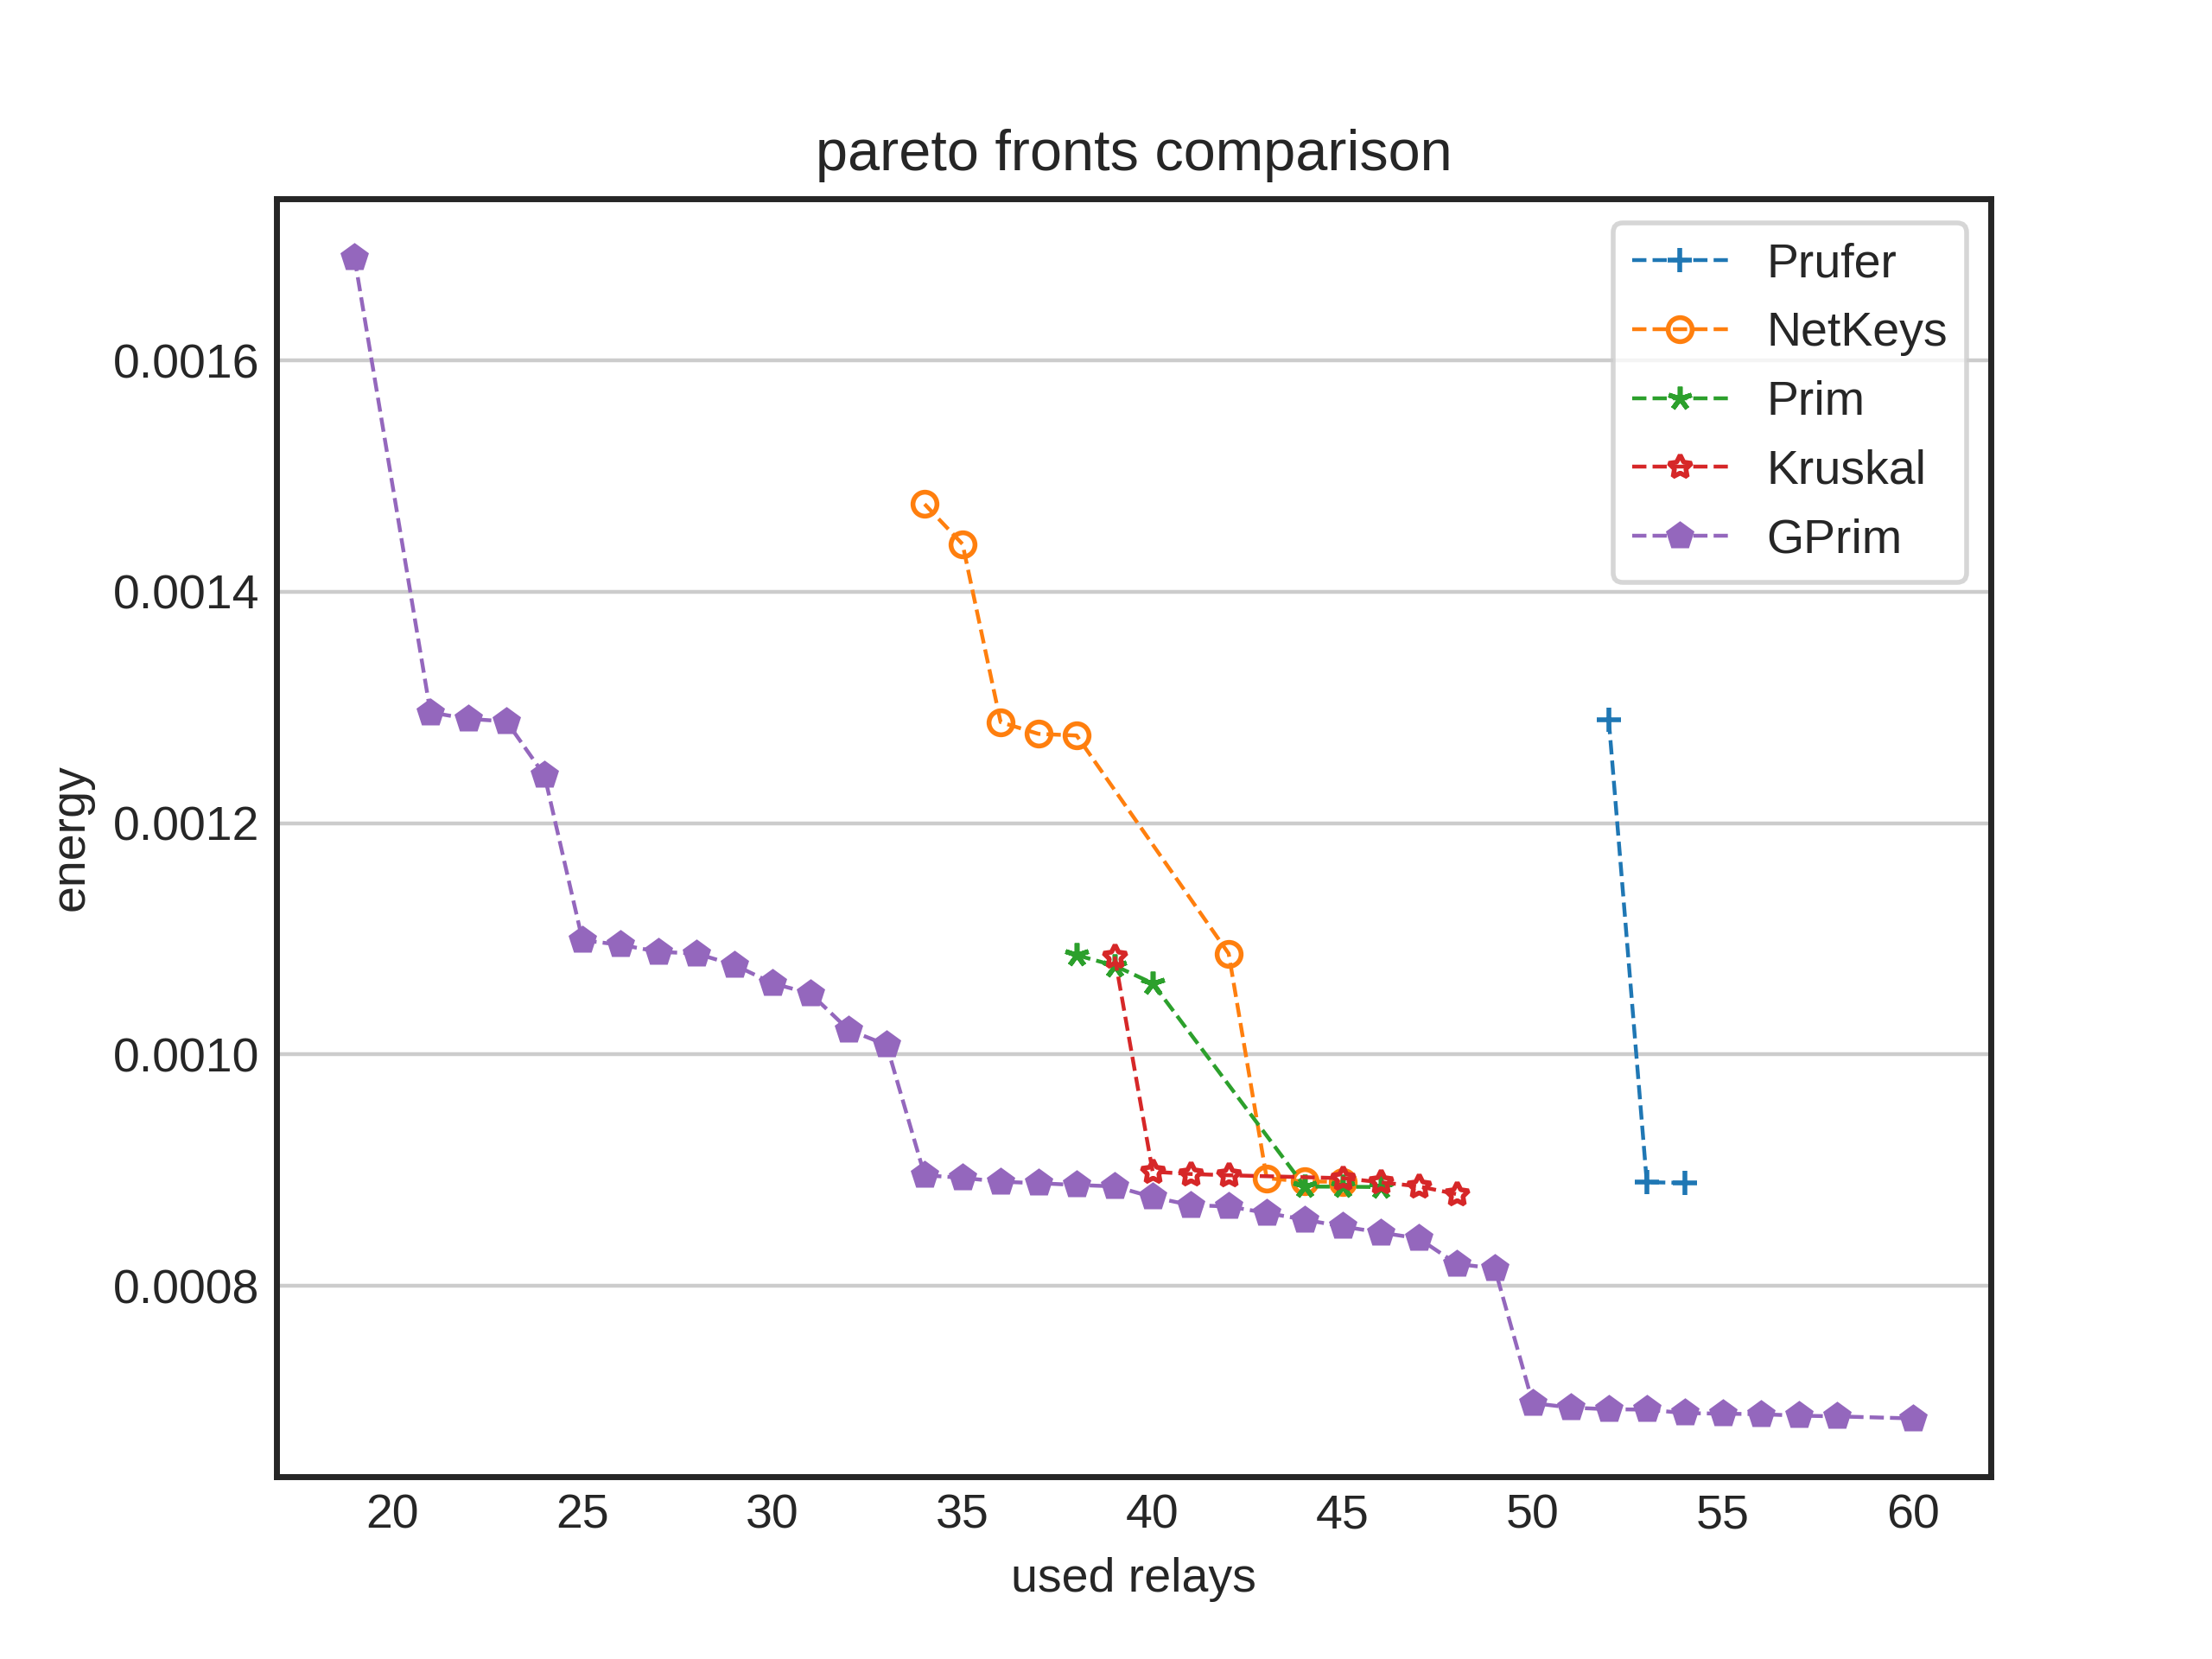 pareto fronts comparison
Prufer
NetKeys
Prim
Kruskal
GPrim
0.0016
0.0014
0.0012
0.0010
0.0008
energy
20 25 30 35 40 45 50 55 60
used relays